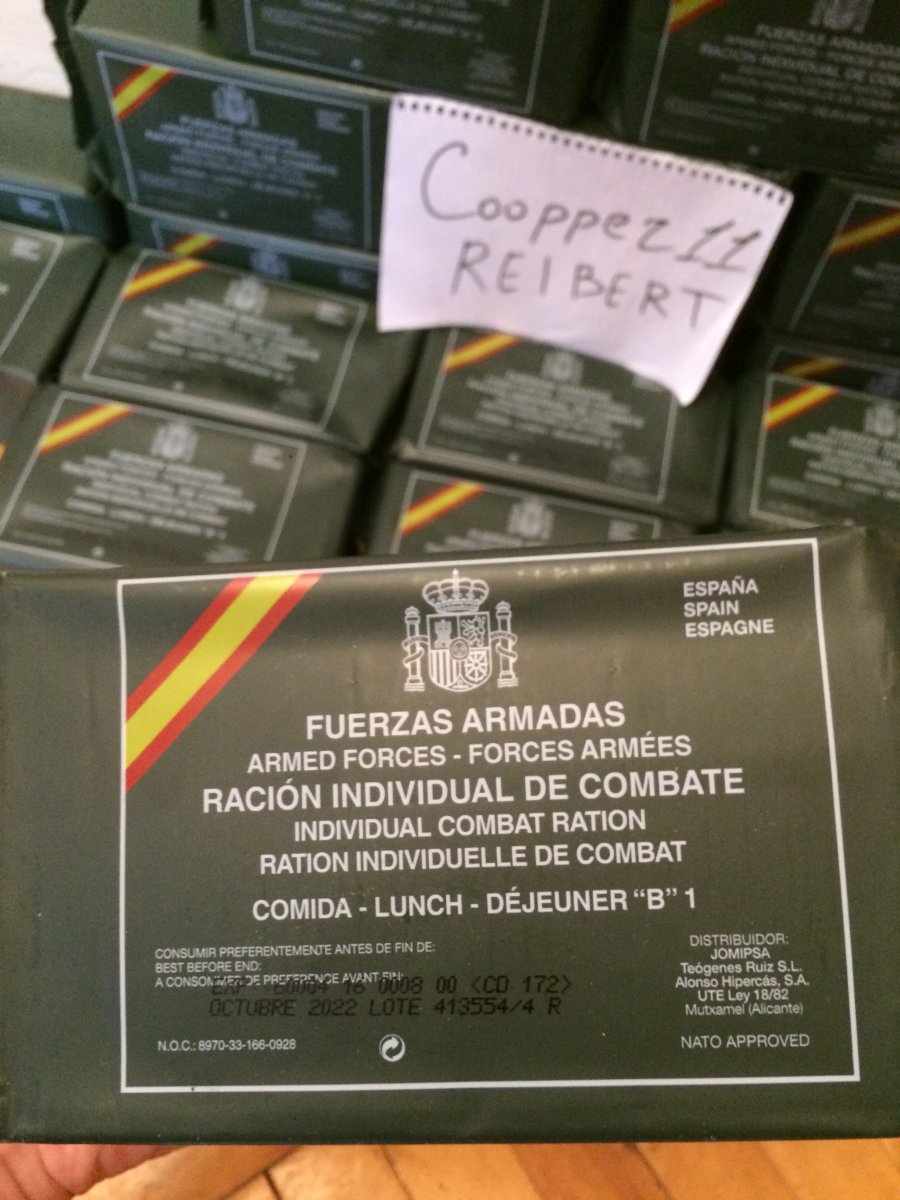 Coopper11
REIBERT
ESPAÑA
SPAIN
ESPAGNE
FUERZAS ARMADAS
ARMED FORCES - FORCES ARMÉES
RACIÓN INDIVIDUAL DE COMBATE
INDIVIDUAL COMBAT RATION
RATION INDIVIDUELLE DE COMBAT
COMIDA - LUNCH - DÉJEUNER “B” 1
CONSUMIR PREFERENTEMENTE ANTES DE FIN DE:
BEST BEFORE END:
A CONSOMMER DE PREFERENCE AVANT FIN:
16 0008 00 <CO 172>
OCTUBRE 2022 LOTE 413554/4 R
N.O.C.: 8970-33-166-0928
DISTRIBUIDOR:
JOMIPSA
Teógenes Ruiz S.L.
Alonso Hipercás, S.A.
UTE Ley 18/82
Mutxamel (Alicante)
NATO APPROVED